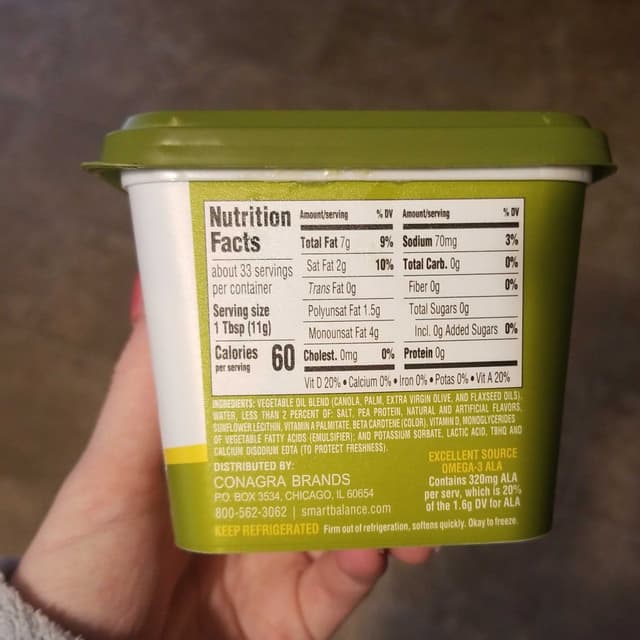 Nutrition
Facts
about 33 servings
per container
Serving size
1 Tbsp (11g)
Calories
per serving
60
Amount/serving % DV
Total Fat 7g 9%
Sat Fat 2g 10%
Trans Fat 0g
Polyunsat Fat 1.5g
Monounsat Fat 4g
Cholest. 0mg 0%
Amount/serving % DV
Sodium 70mg 3%
Total Carb. 0g 0%
Fiber 0g 0%
Total Sugars 0g
Incl. 0g Added Sugars 0%
Protein 0g
Vit D 20% • Calcium 0% • Iron 0% • Potas 0% • Vit A 20%
INGREDIENTS: VEGETABLE OIL BLEND (CANOLA, PALM, EXTRA VIRGIN OLIVE, AND FLAXSEED OILS),
WATER, LESS THAN 2 PERCENT OF: SALT, PEA PROTEIN, NATURAL AND ARTIFICIAL FLAVORS,
SUNFLOWER LECITHIN, VITAMIN A PALMITATE, BETA CAROTENE (COLOR), VITAMIN D, MONOGLYCERIDES
OF VEGETABLE FATTY ACIDS (EMULSIFIER), AND POTASSIUM SORBATE, LACTIC ACID, TBHQ AND
CALCIUM DISODIUM EDTA (TO PROTECT FRESHNESS).
DISTRIBUTED BY:
CONAGRA BRANDS
P.O. BOX 3534, CHICAGO, IL 60654
800-562-3062 | smartbalance.com
EXCELLENT SOURCE
OMEGA-3 ALA
Contains 320mg ALA
per serv, which is 20%
of the 1.6g DV for ALA
KEEP REFRIGERATED Firm out of refrigeration, softens quickly. Okay to freeze.